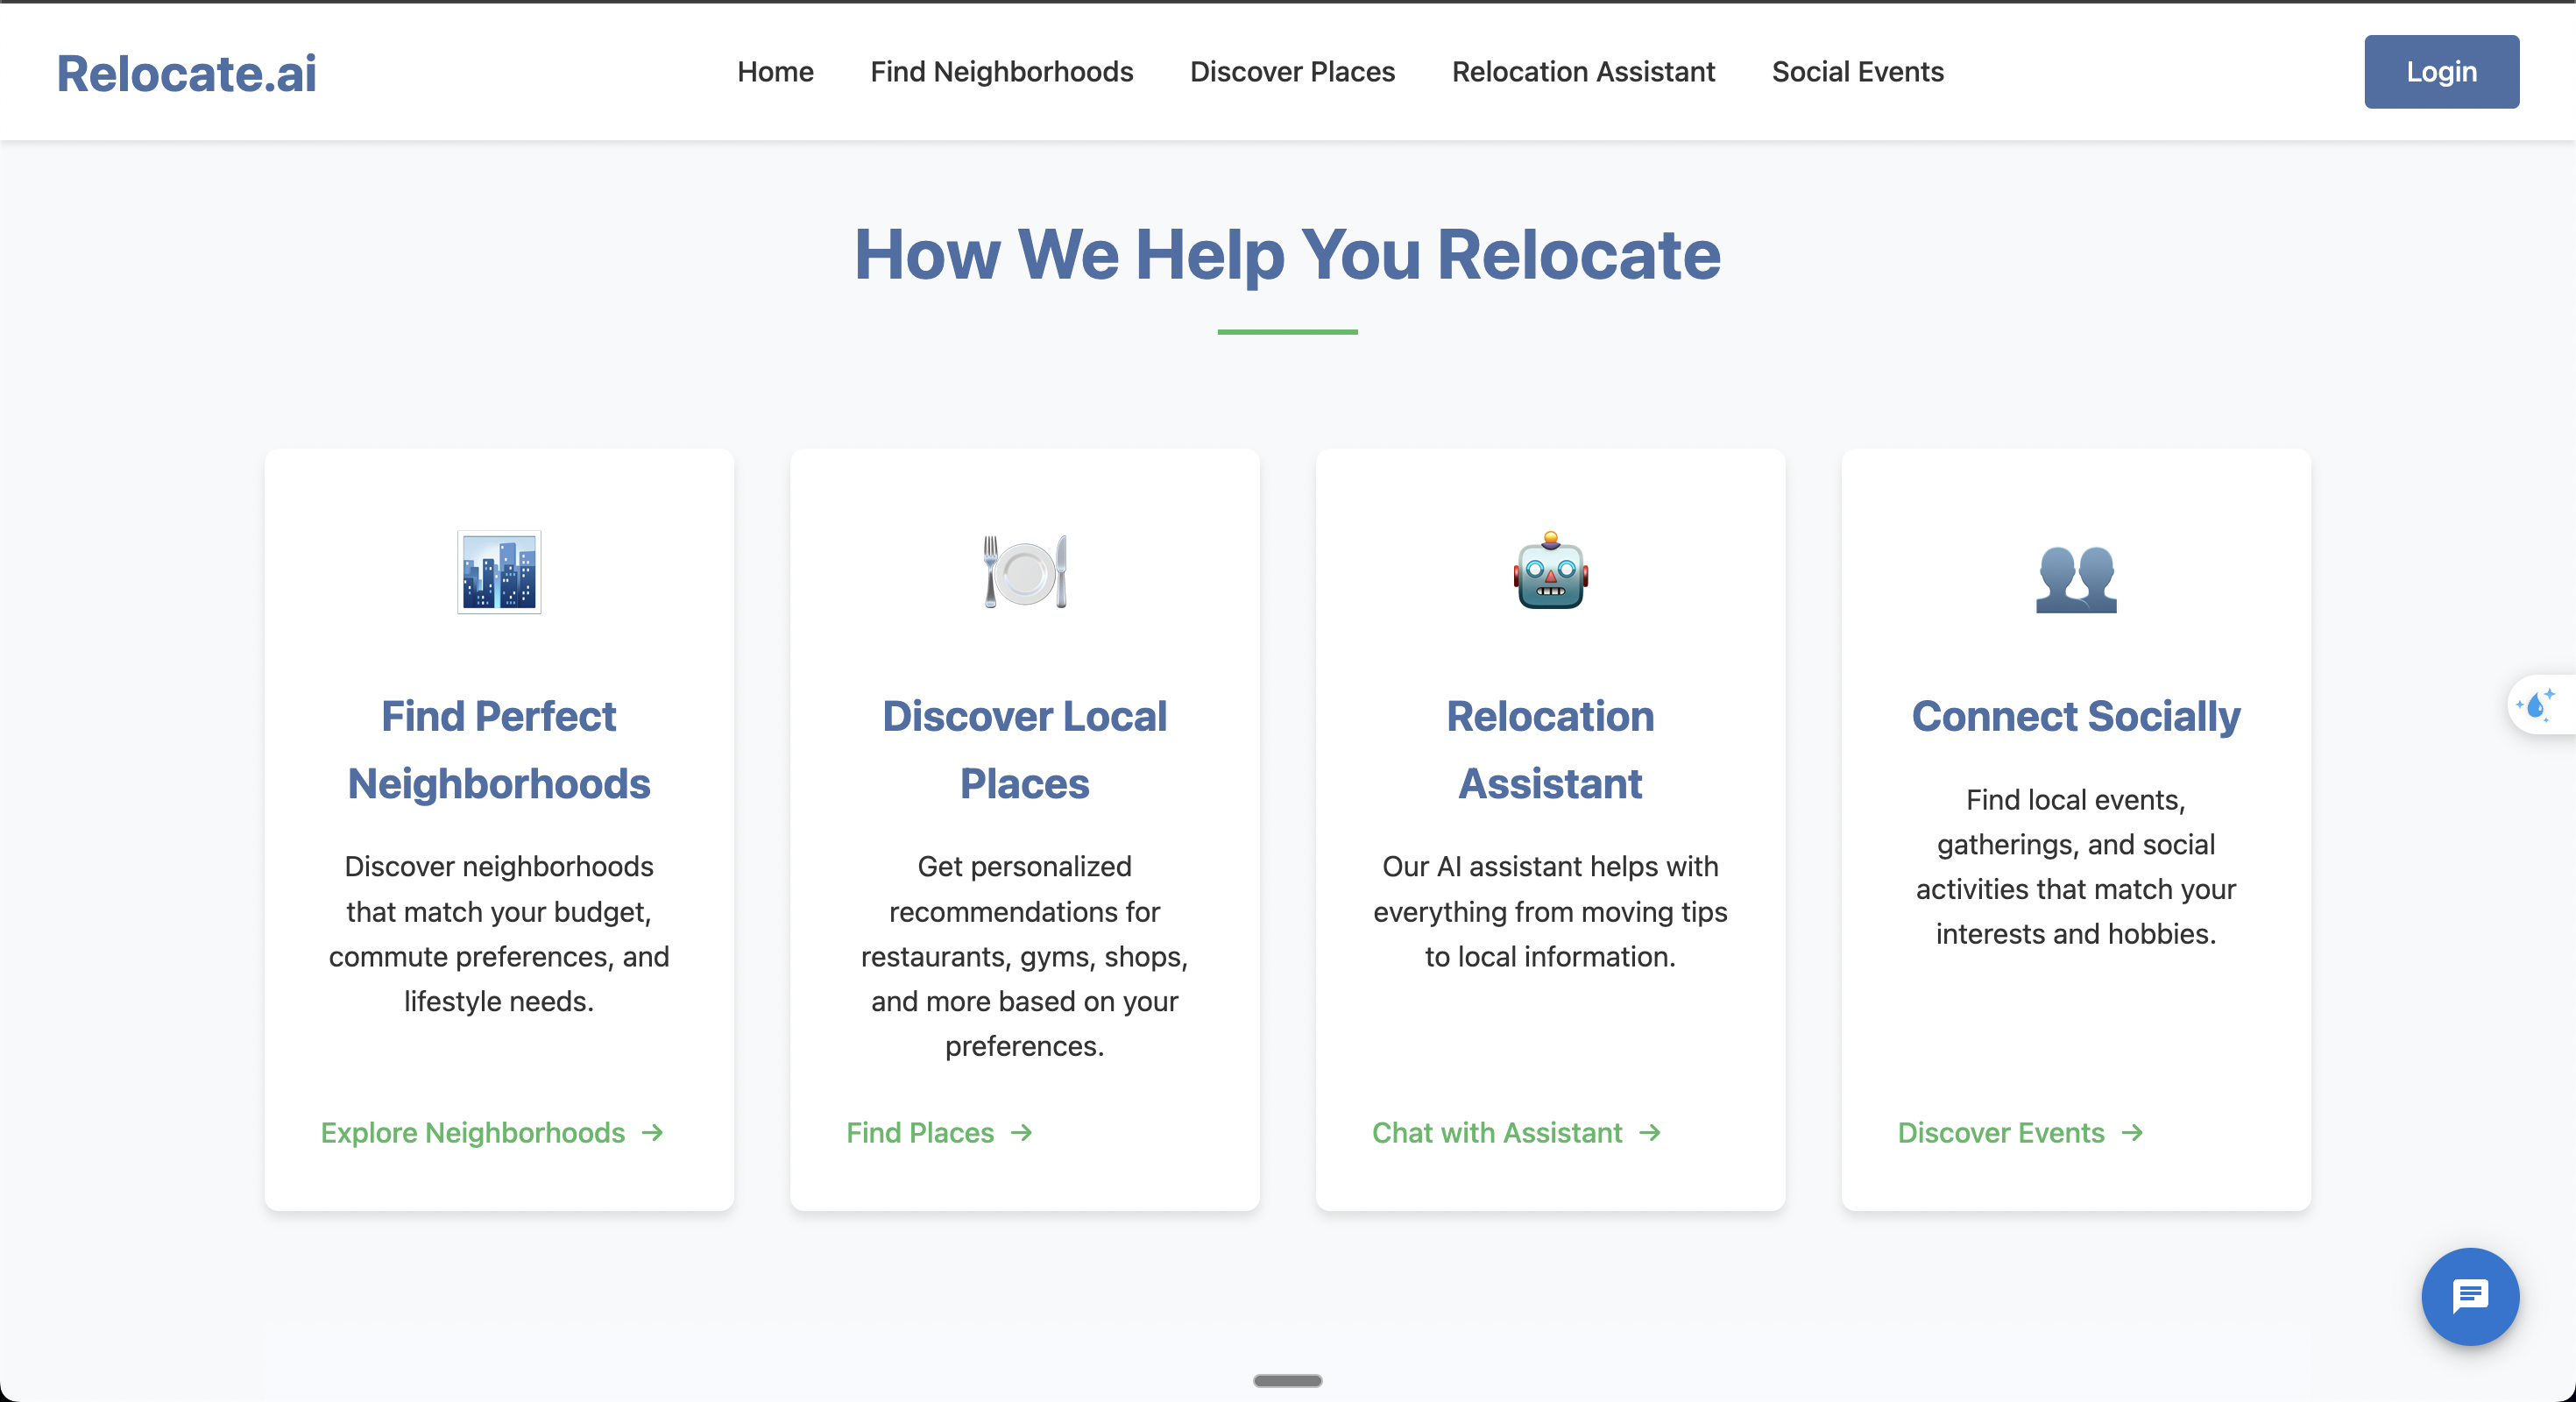 Relocate.ai
Home
Find Neighborhoods
Discover Places
Relocation Assistant
Social Events
Login
How We Help You Relocate
Find Perfect
Neighborhoods
Discover neighborhoods
that match your budget,
commute preferences, and
lifestyle needs.
Explore Neighborhoods →
Discover Local
Places
Get personalized
recommendations for
restaurants, gyms, shops,
and more based on your
preferences.
Find Places →
Relocation
Assistant
Our AI assistant helps with
everything from moving tips
to local information.
Chat with Assistant →
Connect Socially
Find local events,
gatherings, and social
activities that match your
interests and hobbies.
Discover Events →